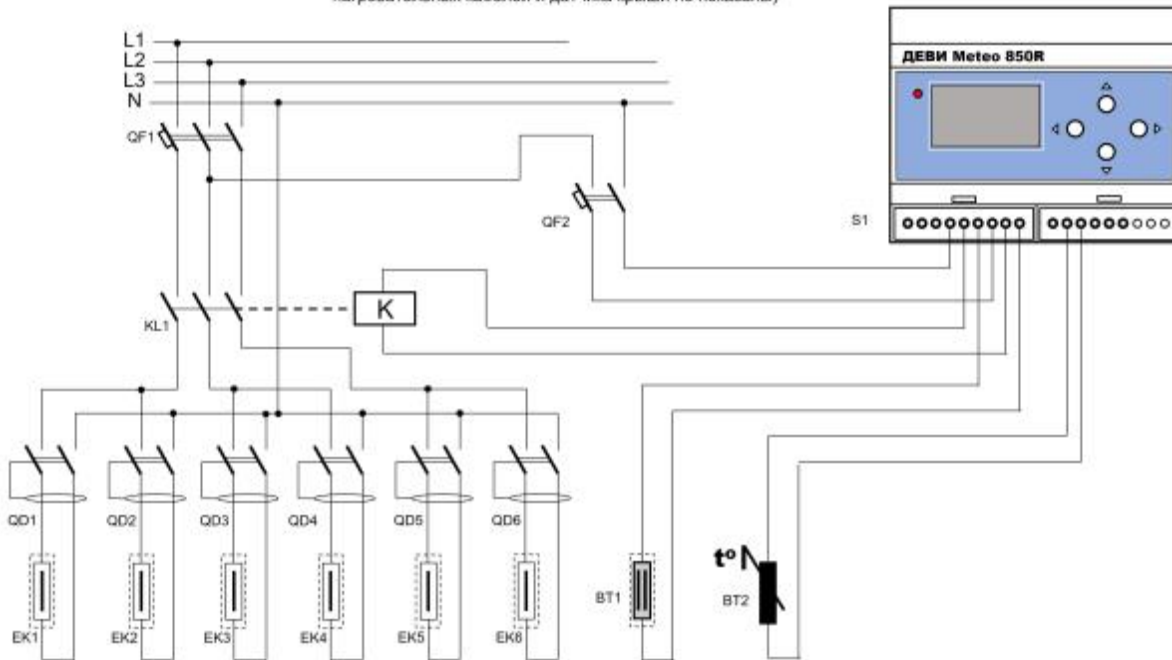 L1
L2
L3
N
ДЕВИ Meteo 850R
QF1
QF2
S1
K
KL1
QD1
QD2
QD3
QD4
QD5
QD6
t°
BT1
BT2
EK1
EK2
EK3
EK4
EK5
EK6